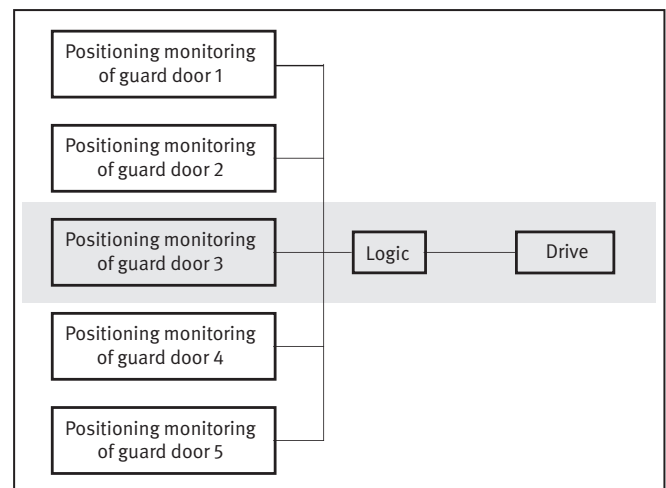 Positioning monitoring
of guard door 1
Positioning monitoring
of guard door 2
Positioning monitoring
of guard door 3
Logic
Drive
Positioning monitoring
of guard door 4
Positioning monitoring
of guard door 5